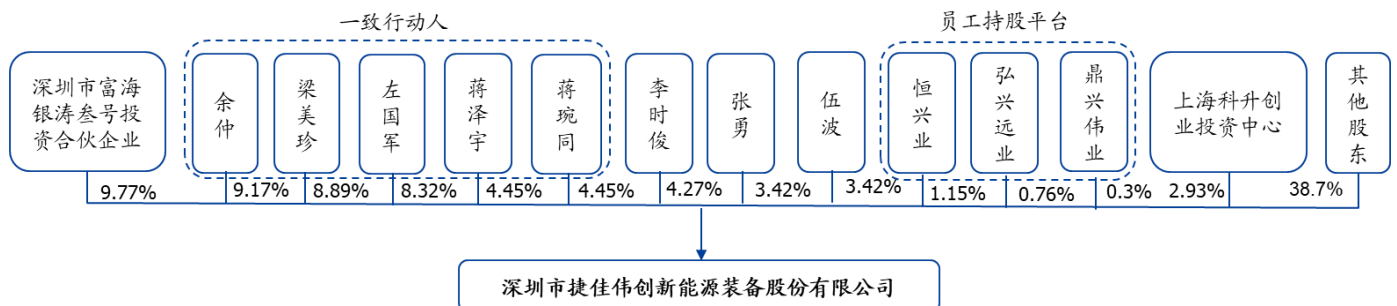 一致行动人
员工持股平台
深圳市富海
银涛叁号投
资合伙企业
余仲
梁美珍
左国军
蒋泽宇
蒋琬同
李时俊
张勇
伍波
恒兴业
弘兴远业
鼎兴伟业
上海科升创
业投资中心
其他股东
9.77%
9.17%
8.89%
8.32%
4.45%
4.45%
4.27%
3.42%
3.42%
1.15%
0.76%
0.3%
2.93%
38.7%
深圳市捷佳伟创新能源装备股份有限公司